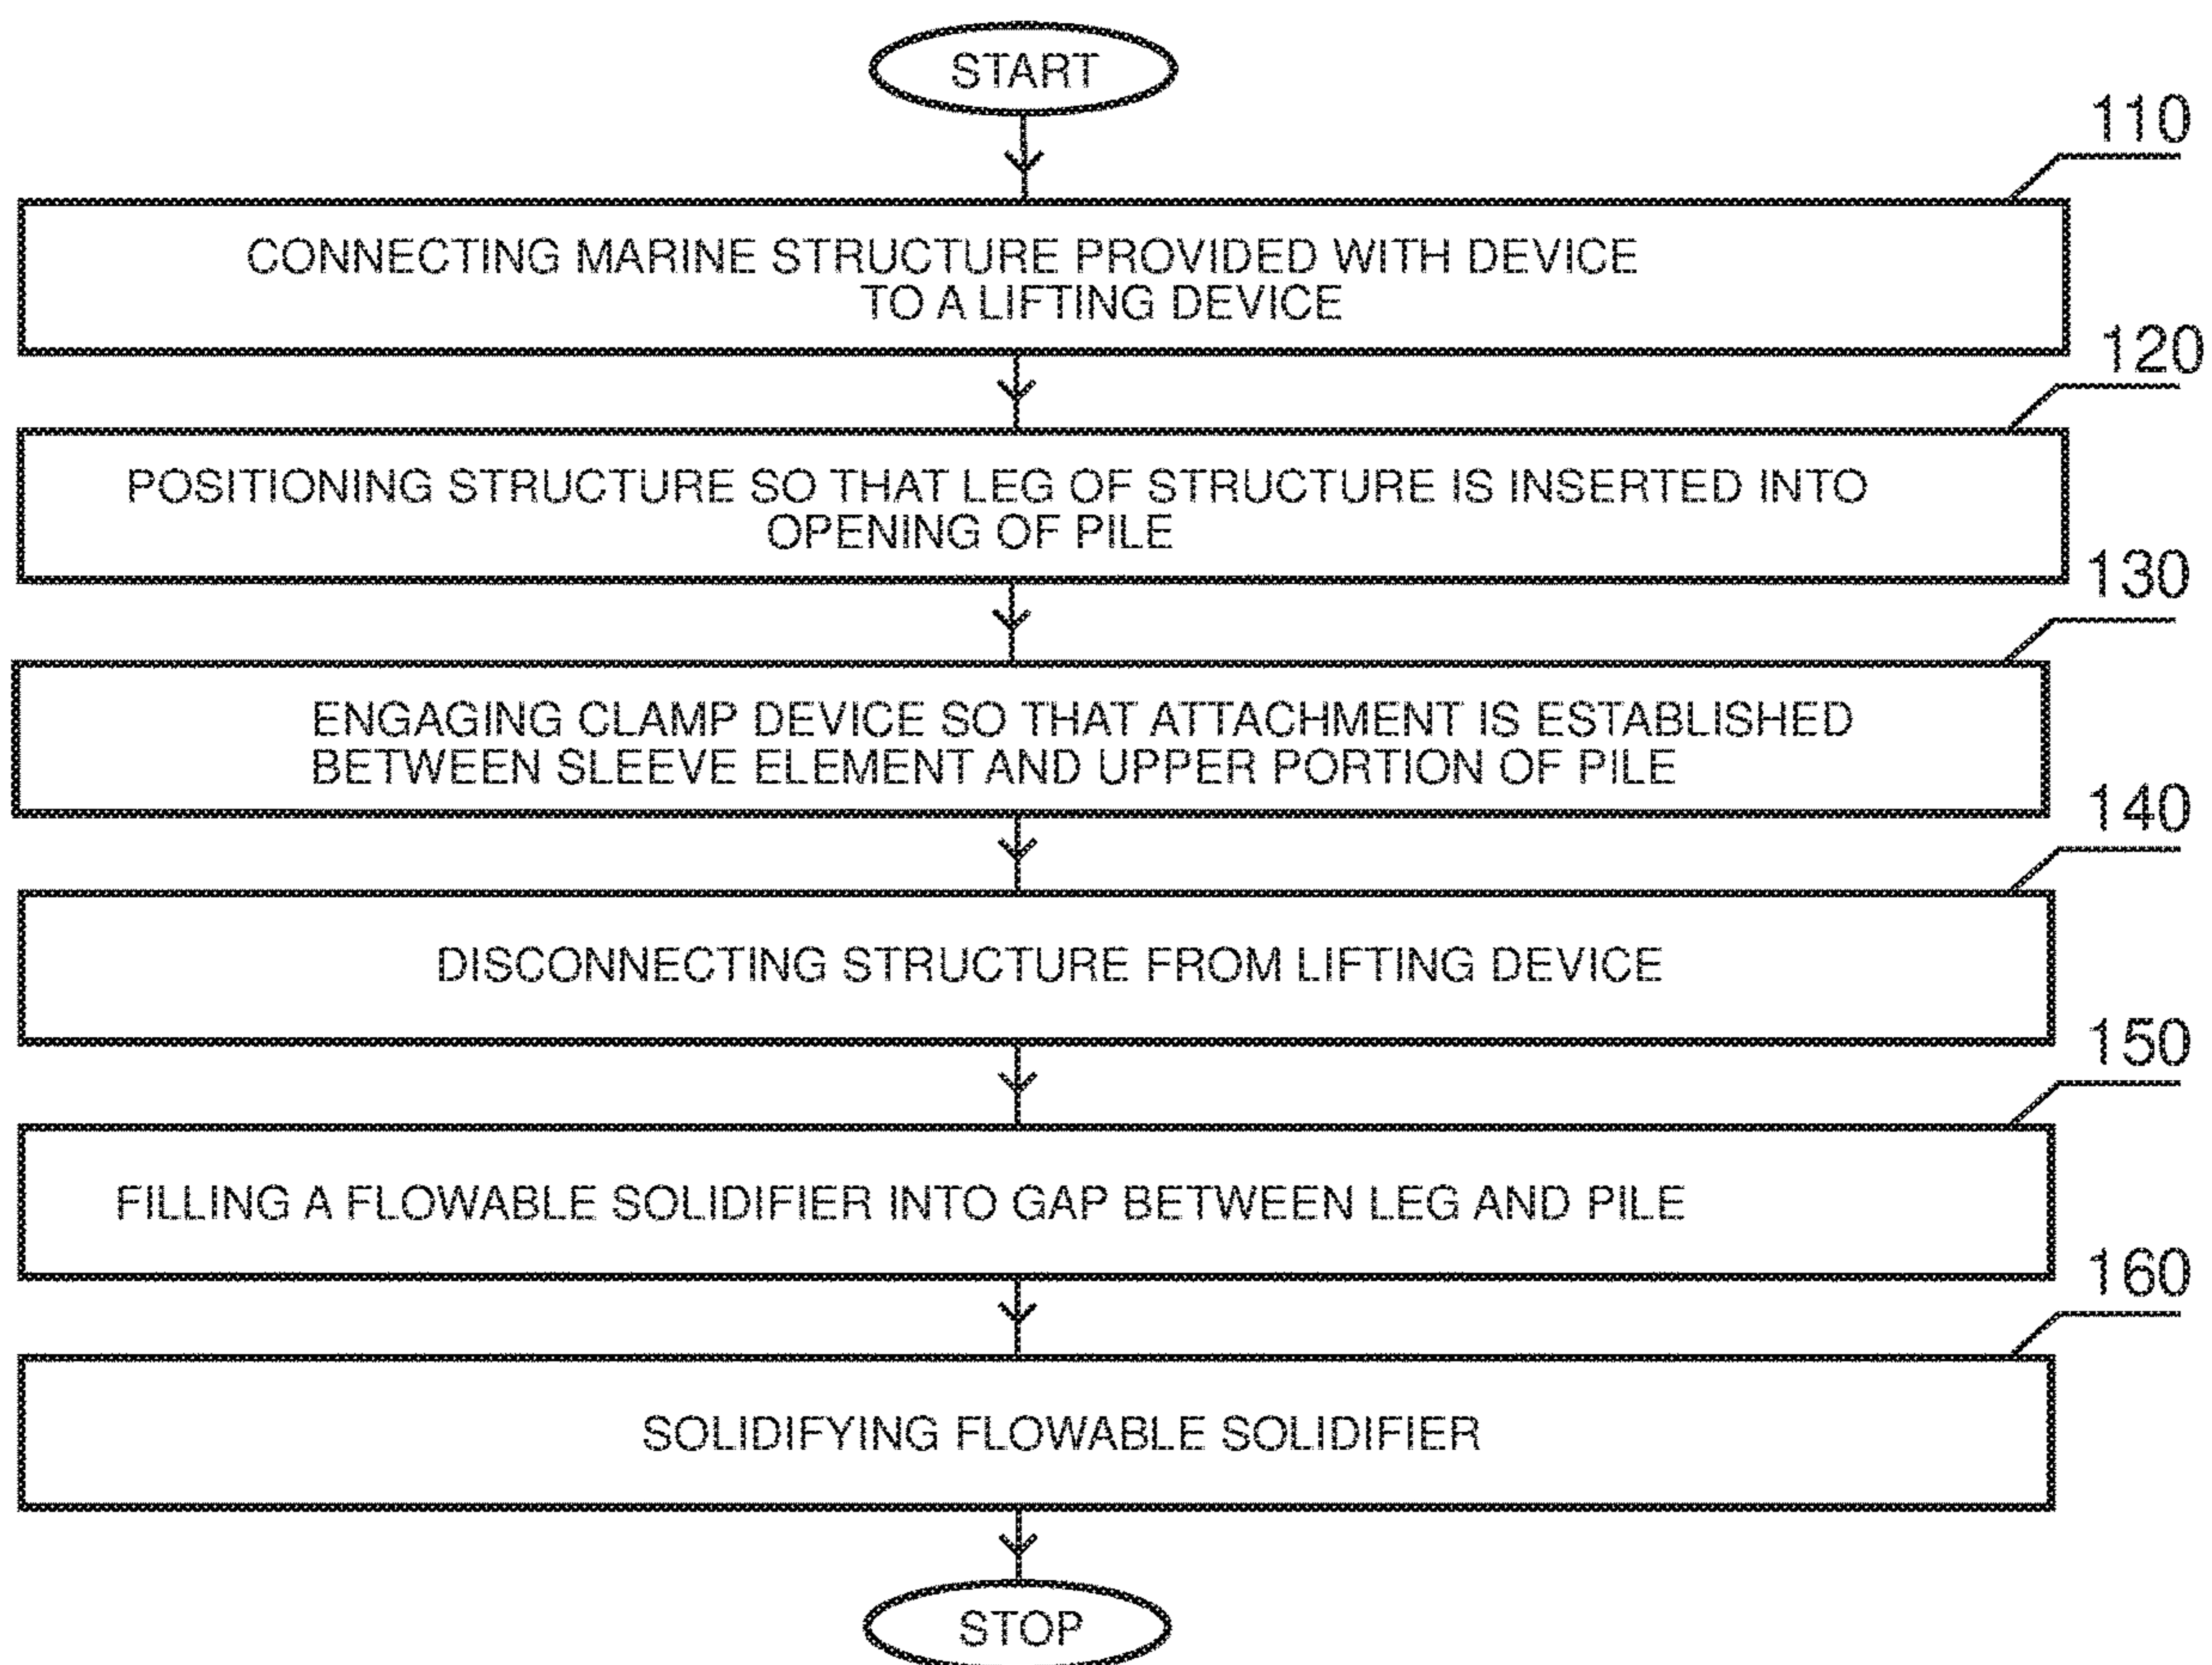 START
110
CONNECTING MARINE STRUCTURE PROVIDED WITH DEVICE
TO A LIFTING DEVICE
120
POSITIONING STRUCTURE SO THAT LEG OF STRUCTURE IS INSERTED INTO
OPENING OF PILE
130
ENGAGING CLAMP DEVICE SO THAT ATTACHMENT IS ESTABLISHED
BETWEEN SLEEVE ELEMENT AND UPPER PORTION OF PILE
140
DISCONNECTING STRUCTURE FROM LIFTING DEVICE
150
FILLING A FLOWABLE SOLIDIFIER INTO GAP BETWEEN LEG AND PILE
160
SOLIDIFYING FLOWABLE SOLIDIFIER
STOP